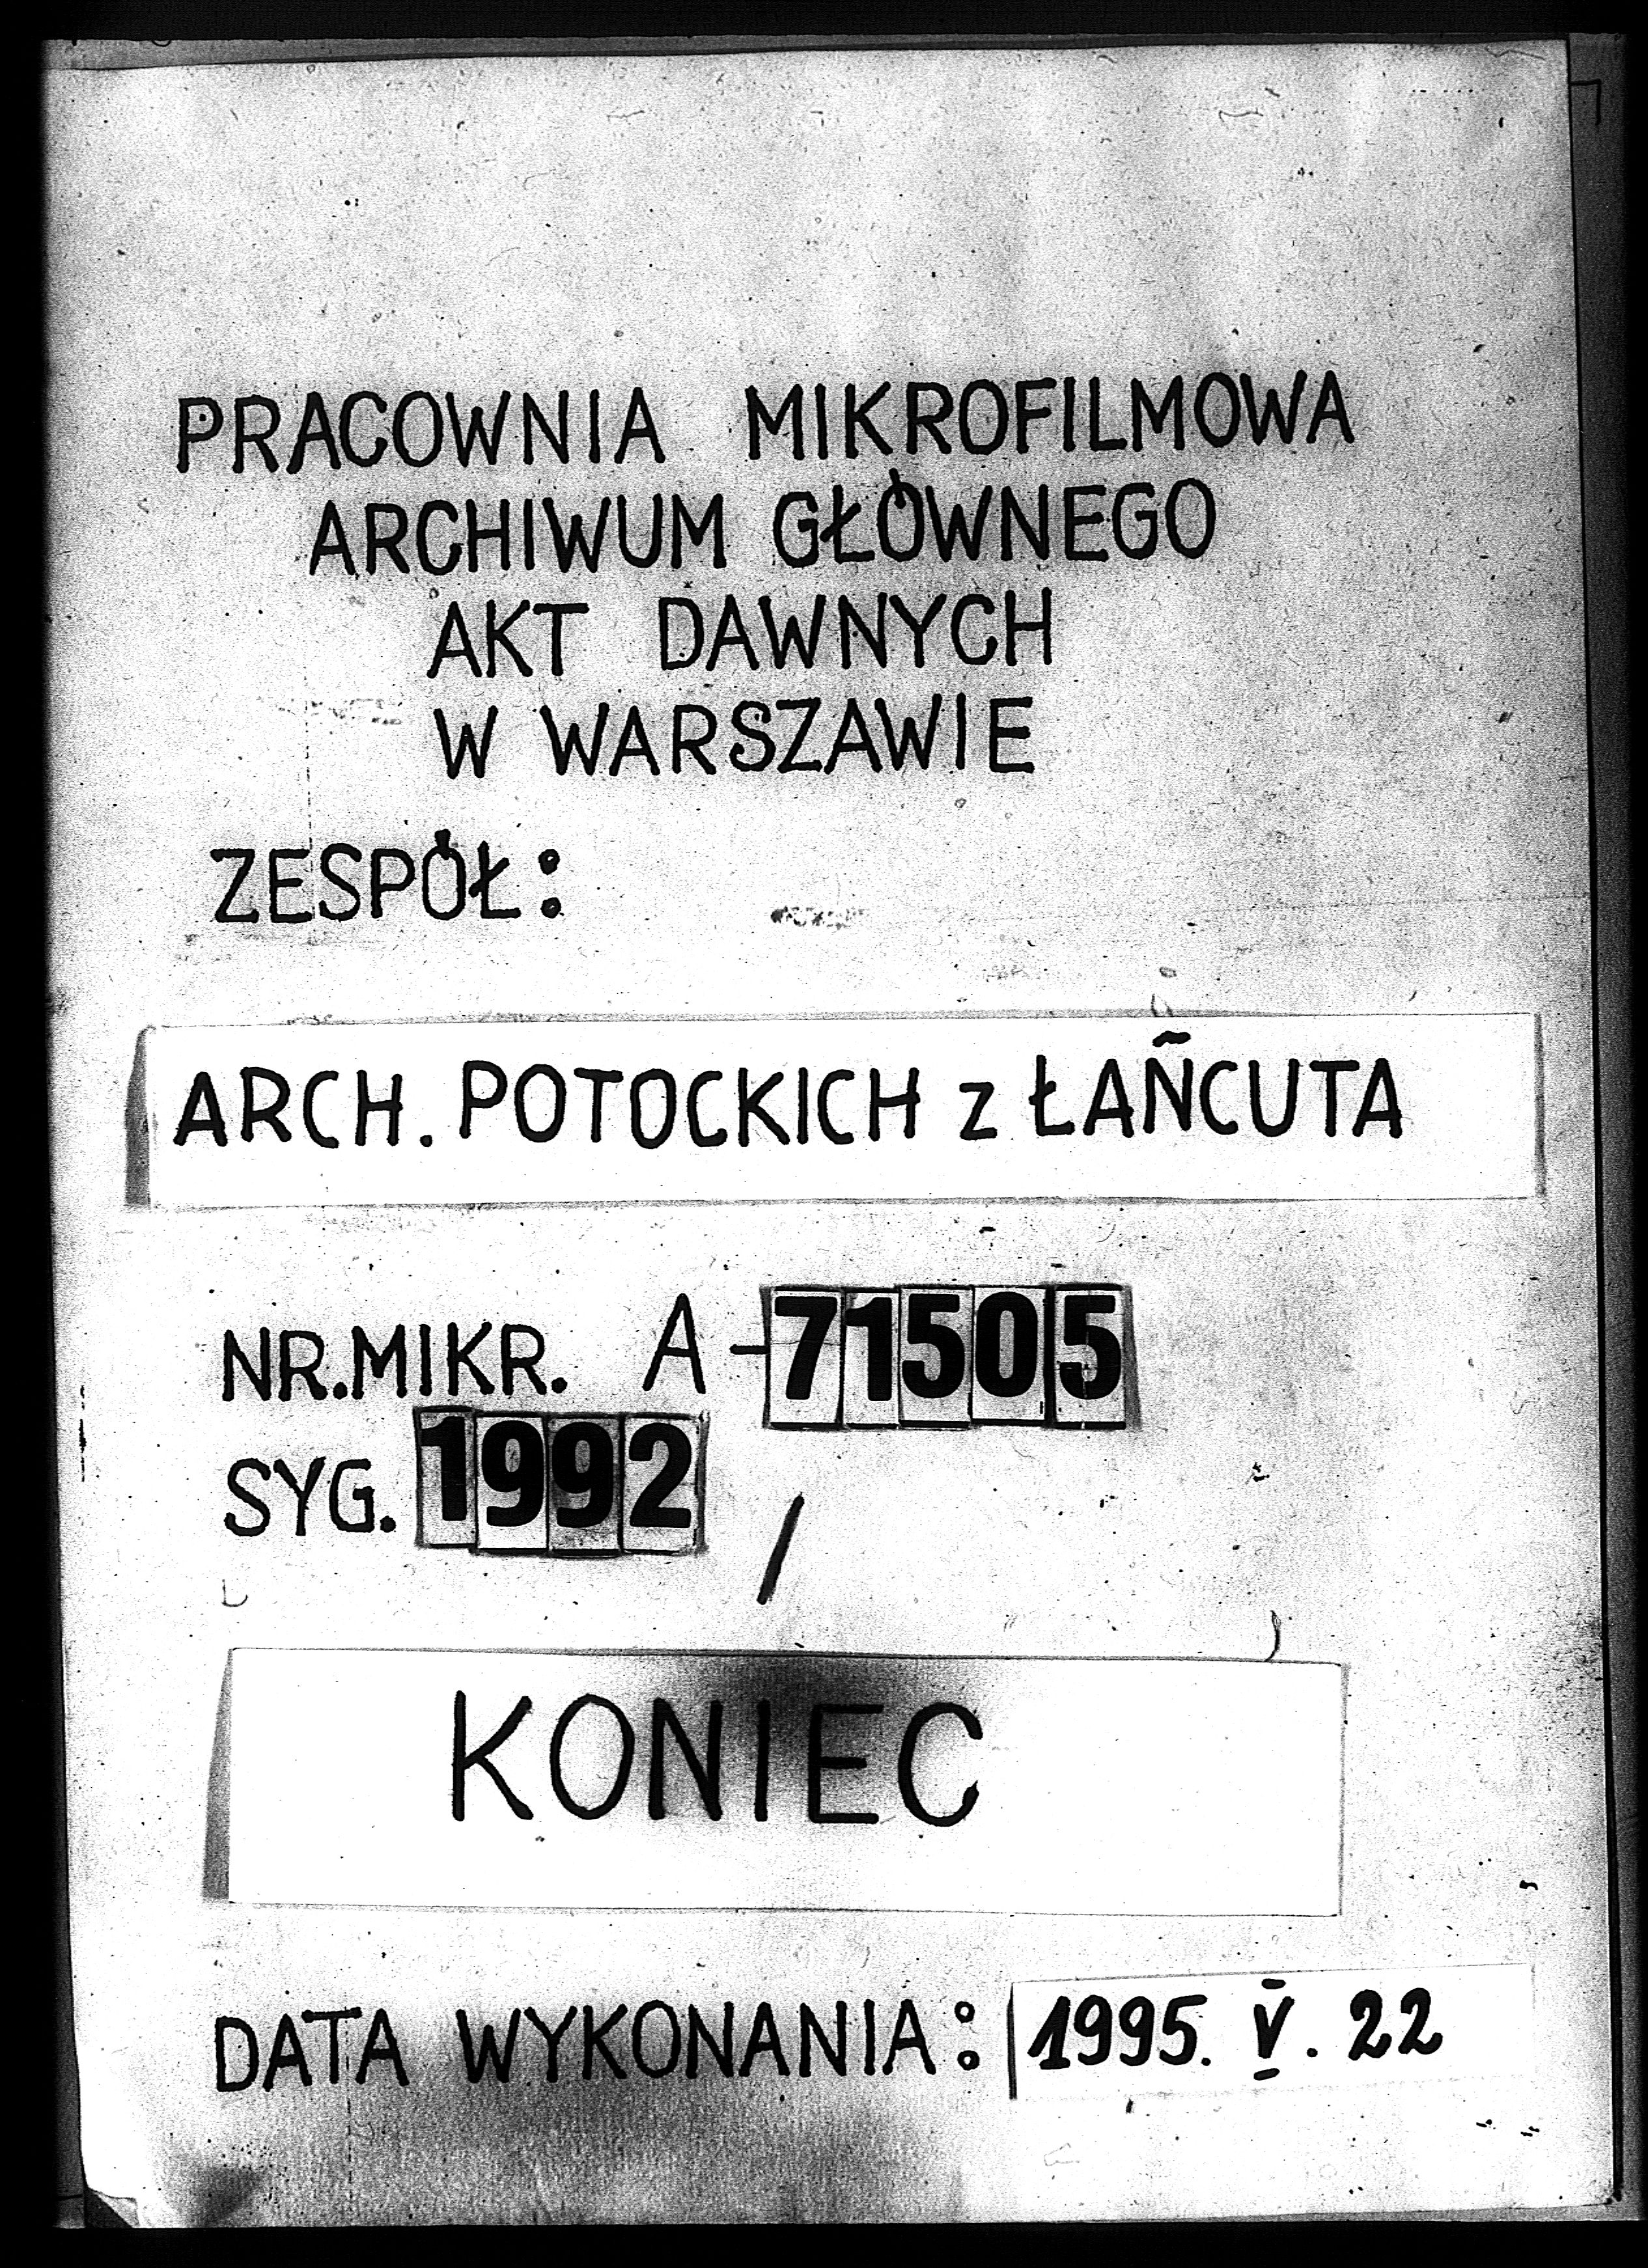 PRACOWNIA MIKROFILMOWA
ARCHIWUM GŁÓWNEGO
AKT DAWNYCH
W WARSZAWIE
ZESPÓŁ:
ARCH. POTOCKICH z ŁAŃCUTA
NR.MIKR. A-71505
SYG. 1992 /
KONIEC
DATA WYKONANIA: 1995. V. 22